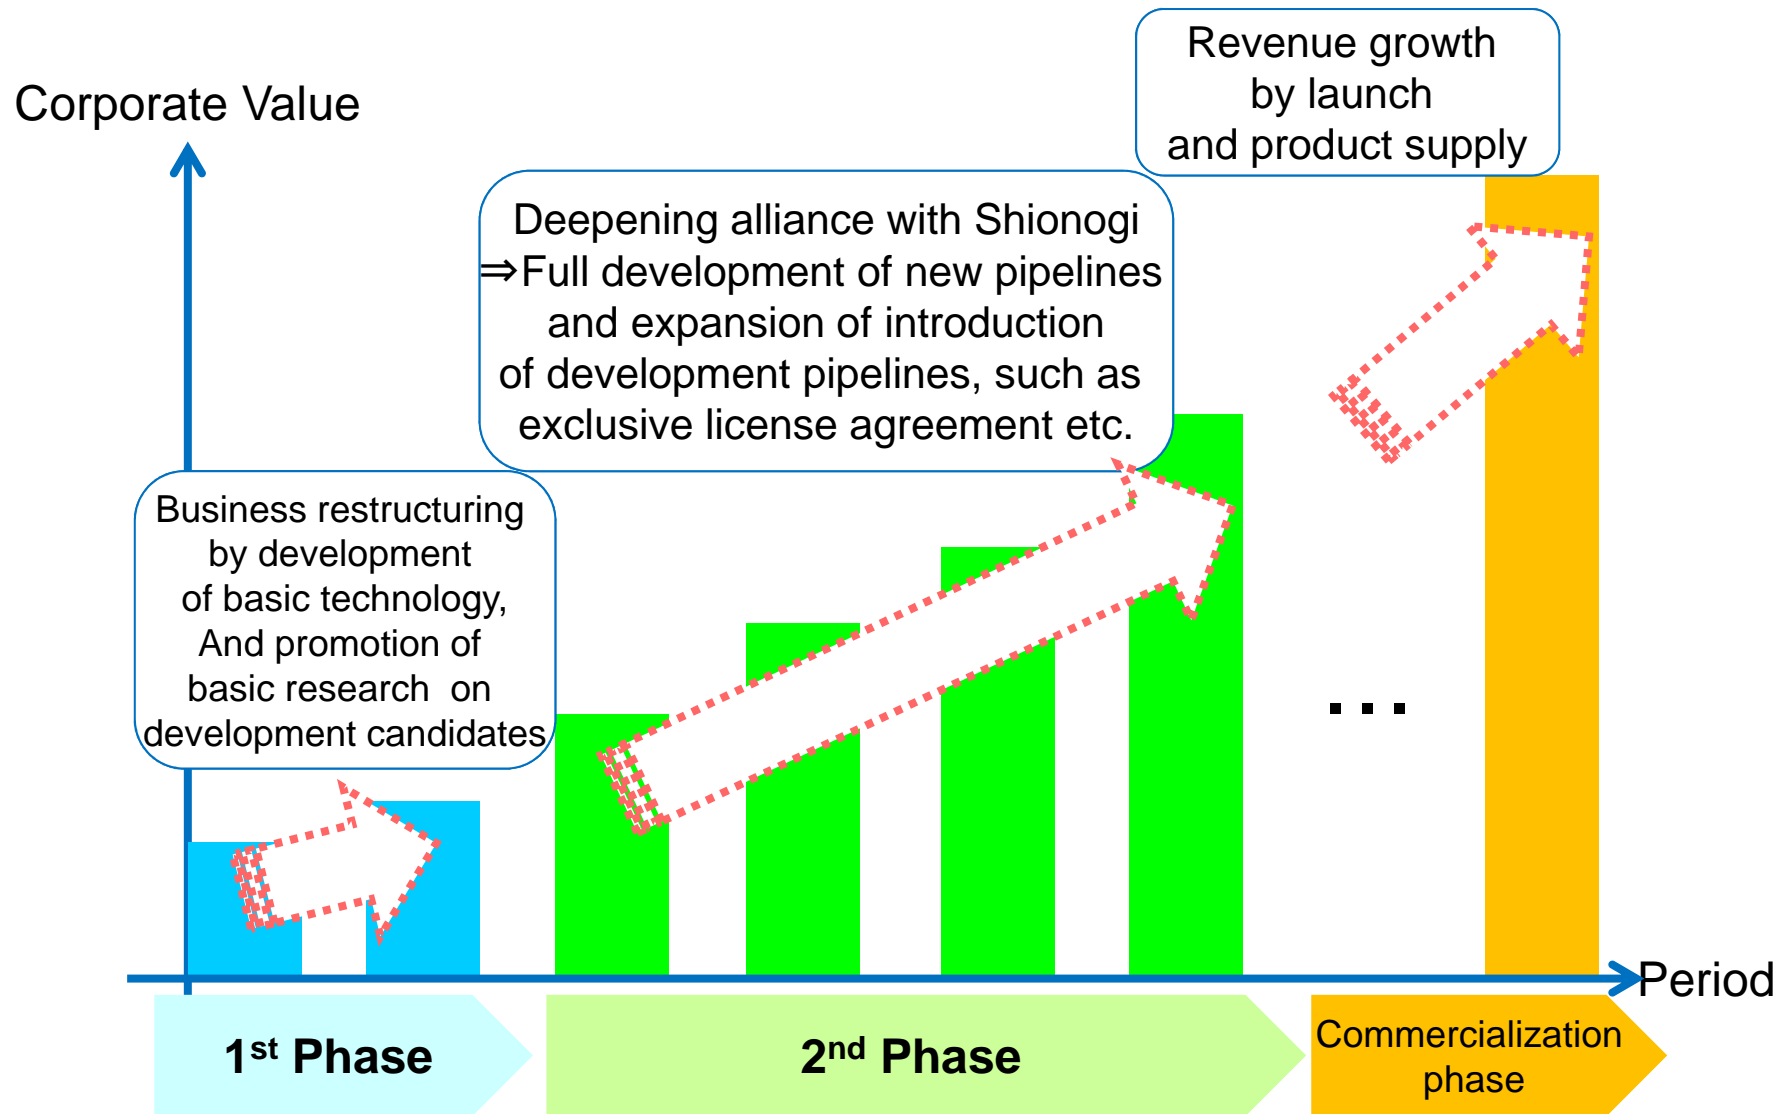 Revenue growth
by launch
and product supply
Corporate Value
Deepening alliance with Shionogi
⇒Full development of new pipelines
and expansion of introduction
of development pipelines, such as
exclusive license agreement etc.
Business restructuring
by development
of basic technology,
And promotion of
basic research on
development candidates
...
Period
1st Phase
2nd Phase
Commercialization
phase